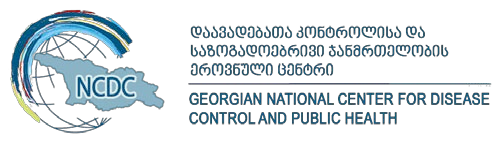 NCDC
დაავადებათა კონტროლისა და
საზოგადოებრივი ჯანმრთელობის
ეროვნული ცენტრი
GEORGIAN NATIONAL CENTER FOR DISEASE
CONTROL AND PUBLIC HEALTH